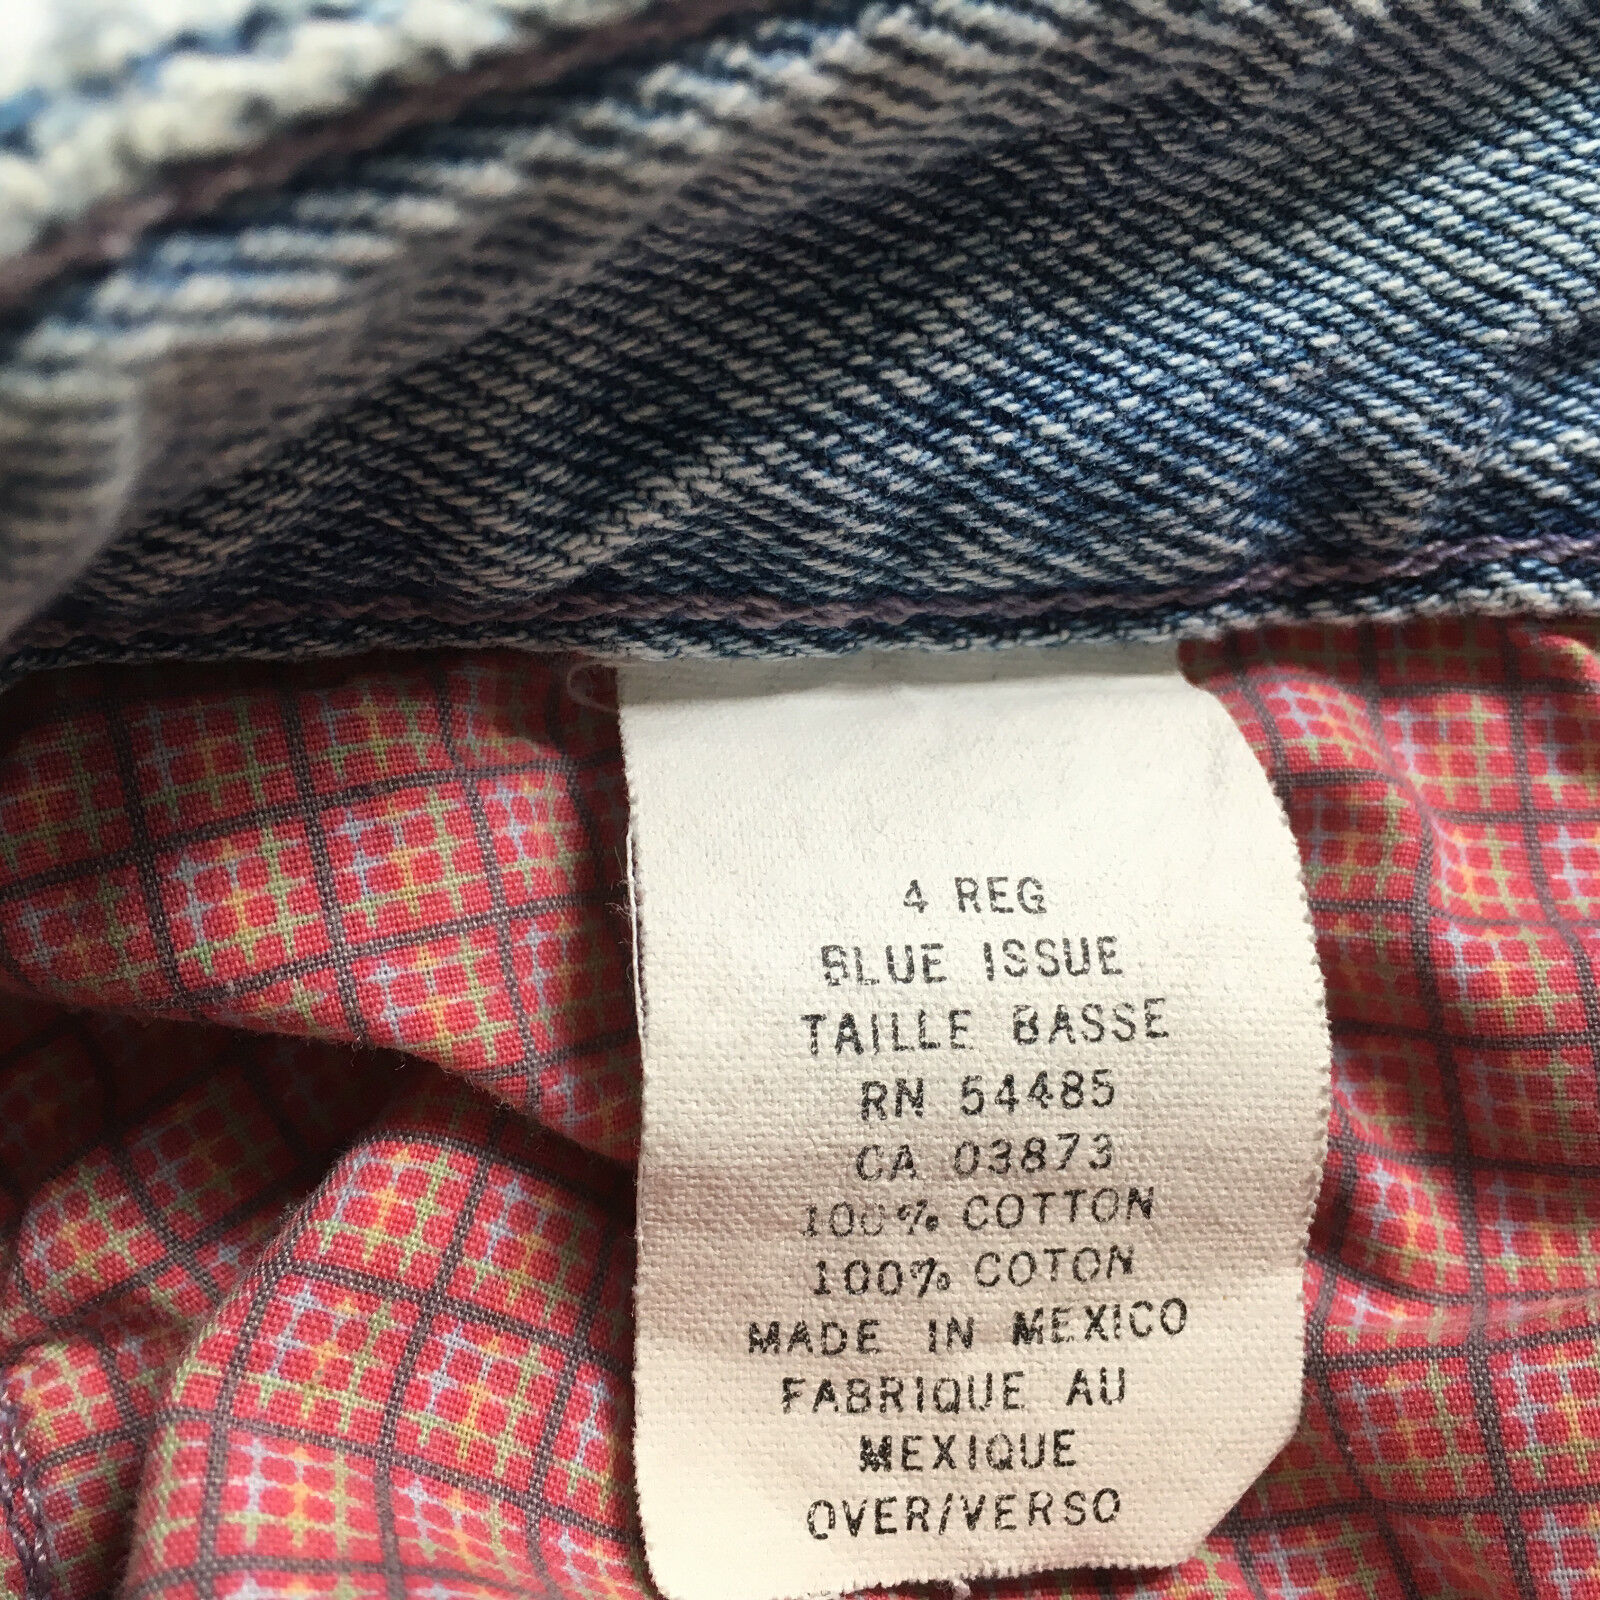 4 REG
BLUE ISSUE
TAILLE BASSE
RN 54485
CA 03873
100% COTTON
100% COTON
MADE IN MEXICO
FABRIQUE AU
MEXIQUE
OVER/VERSO